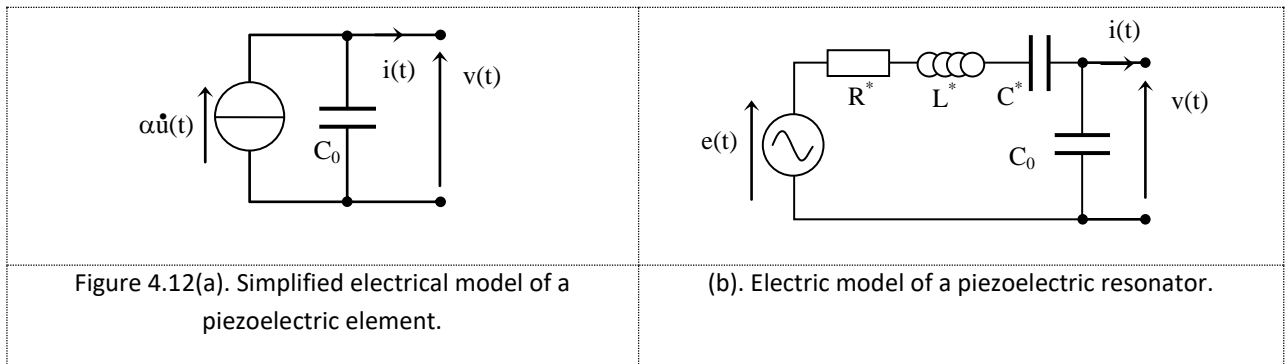 i(t)
v(t)
αu̇(t)
C₀
i(t)
R*
L*
C*
v(t)
e(t)
C₀
Figure 4.12(a). Simplified electrical model of a
piezoelectric element.
(b). Electric model of a piezoelectric resonator.